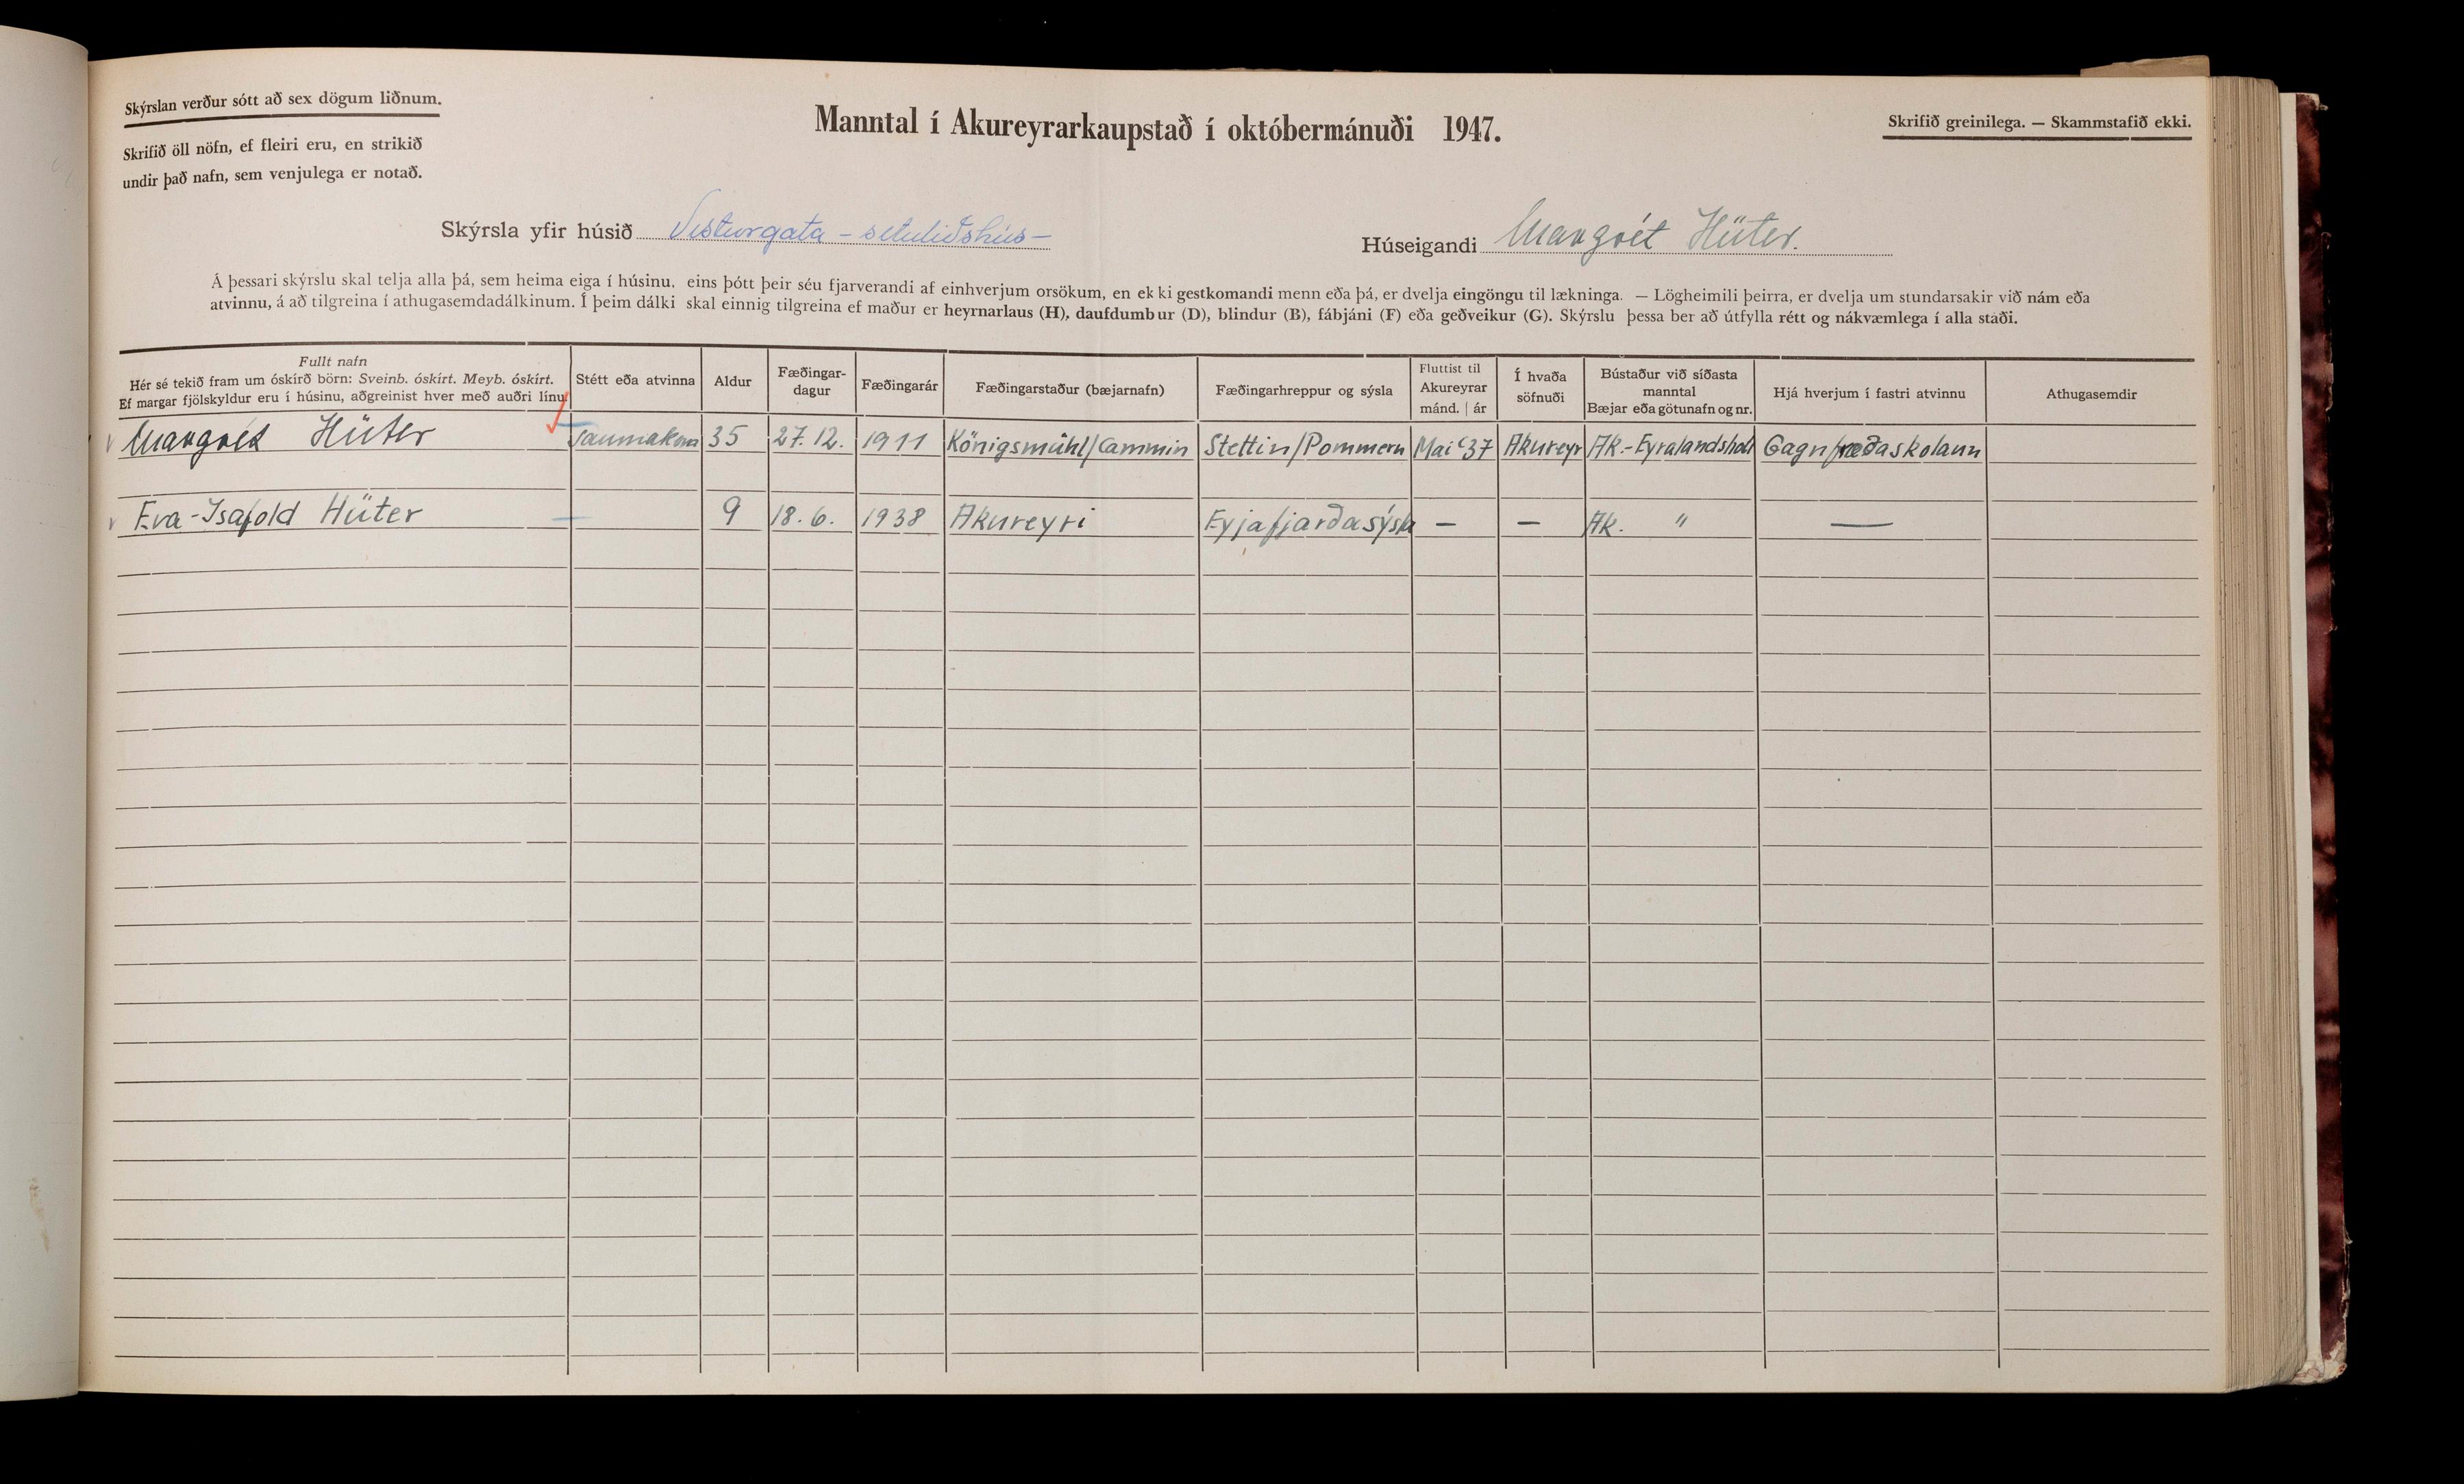 Skýrslan verður sótt að sex dögum liðnum.
Skrifið öll nöfn, ef fleiri eru, en strikið
undir það nafn, sem venjulega er notað.
Manntal í Akureyrarkaupstað í októbermánuði 1947.
Skrifið greinilega. — Skammstafið ekki.
Skýrsla yfir húsið Vesturgata - setuliðshús -
Húseigandi Margrét Hüter.
Á þessari skýrslu skal telja alla þá, sem heima eiga í húsinu, eins þótt þeir séu fjarverandi af einhverjum orsökum, en ekki gestkomandi menn eða þá, er dvelja eingöngu til lækninga. — Lögheimili þeirra, er dvelja um stundarsakir við nám eða
atvinnu, á að tilgreina í athugasemdadálkinum. Í þeim dálki skal einnig tilgreina ef maður er heyrnarlaus (H), daufdumbur (D), blindur (B), fábjáni (F) eða geðveikur (G). Skýrslu þessa ber að útfylla rétt og nákvæmlega í alla staði.
Fullt nafn
Hér sé tekið fram um óskírð börn: Sveinb. óskírt. Meyb. óskírt.
Ef margar fjölskyldur eru í húsinu, aðgreinist hver með auðri línu.
Stétt eða atvinna
Aldur
Fæðingar-
dagur
Fæðingarár
Fæðingarstaður (bæjarnafn)
Fæðingarhreppur og sýsla
Fluttist til
Akureyrar
mánd. | ár
Í hvaða
söfnuði
Bústaður við síðasta
manntal
Bæjar eða götunafn og nr.
Hjá hverjum í fastri atvinnu
Athugasemdir
Margrét Hüter Saumakona 35 27. 12. 1911 Königsmühl/Cammin Stettin/Pommern Mai '37 Akureyr Ak.-Eyralandsholt Gagnfræðaskolann
Eva-Isafold Hüter — 9 18. 6. 1938 Akureyri Eyjafjarðasýsla — — Ak. " —